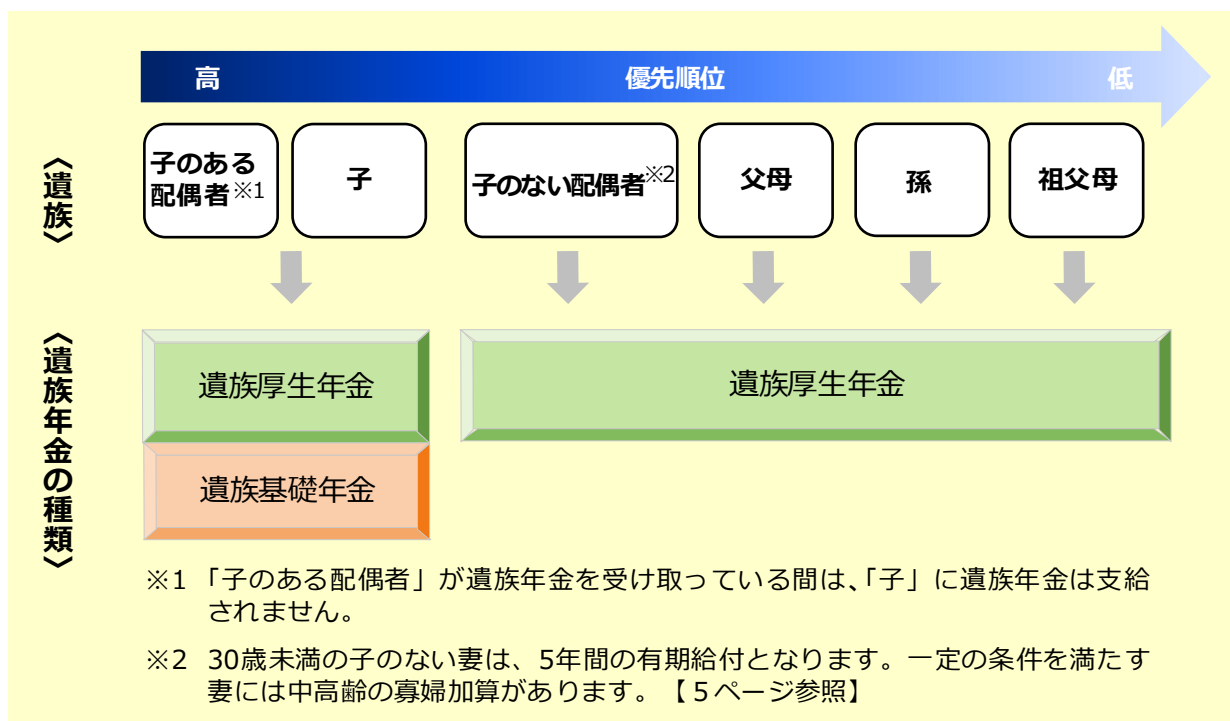 高 優先順位 低
〈遺族〉
子のある
配偶者※1
子
子のない配偶者※2
父母
孫
祖父母
〈遺族年金の種類〉
遺族厚生年金
遺族厚生年金
遺族基礎年金
※1 「子のある配偶者」が遺族年金を受け取っている間は、「子」に遺族年金は支給
されません。
※2 30歳未満の子のない妻は、5年間の有期給付となります。一定の条件を満たす
妻には中高齢の寡婦加算があります。【５ページ参照】